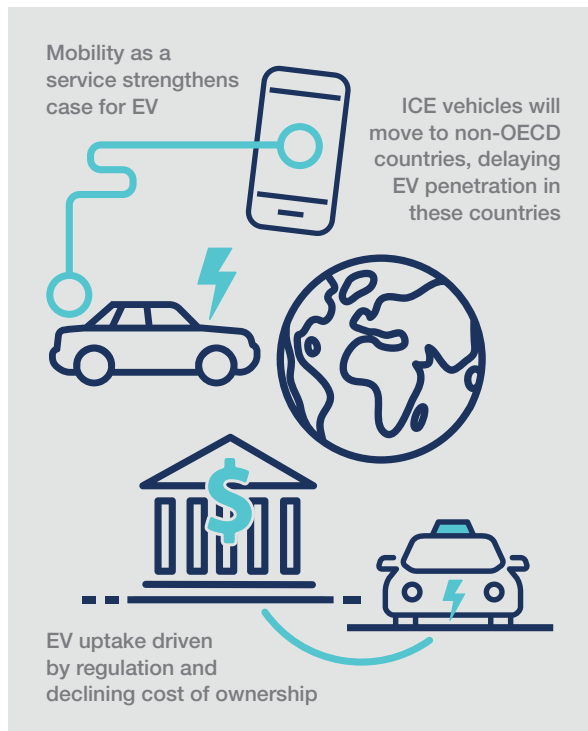 Mobility as a
service strengthens
case for EV
ICE vehicles will
move to non-OECD
countries, delaying
EV penetration in
these countries
$
EV uptake driven
by regulation and
declining cost of ownership